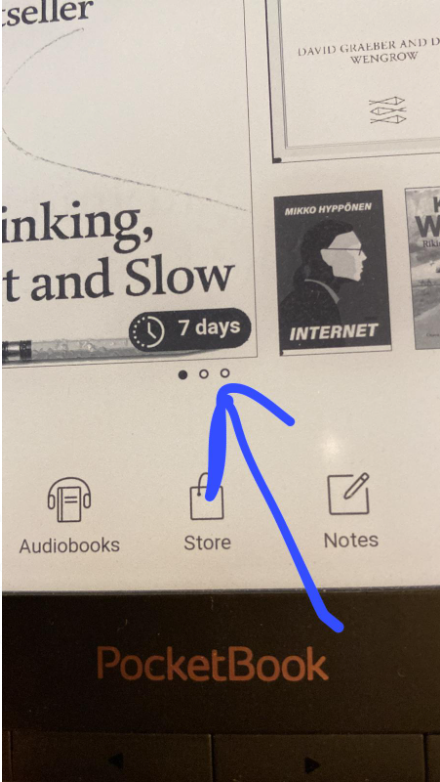 tseller
DAVID GRAEBER AND D
WENGROW
inking,
t and Slow
7 days
MIKKO HYPPÖNEN
INTERNET
K
W
Audiobooks
Store
Notes
PocketBook